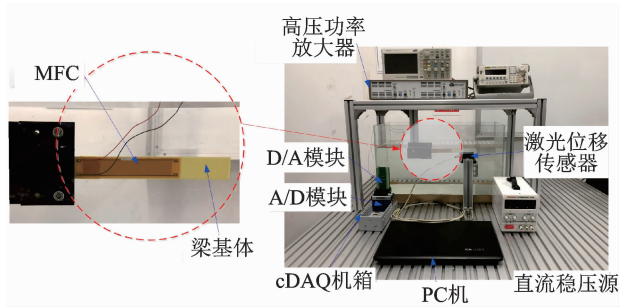 高压功率
放大器
MFC
D/A模块
激光位移
传感器
A/D模块
梁基体
cDAQ机箱
PC机
直流稳压源